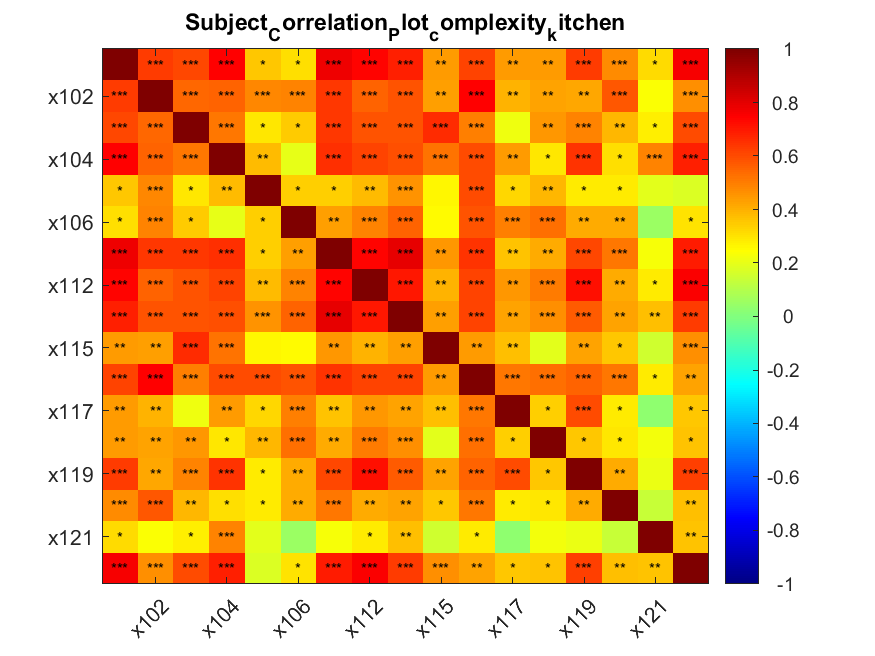 SubjectCorrelationPlotcomplexitykitchen
*** *** *** * * *** *** *** ** *** ** ** *** *** * ***
x102 *** *** *** *** *** *** *** *** ** *** ** ** ** *** ***
*** *** *** * * *** *** *** *** *** ** *** ** * ***
x104 *** *** *** ** *** *** *** *** *** ** * *** * *** ***
* *** * ** * * ** *** *** * ** * *
x106 * *** * * ** *** *** *** *** *** ** ** *
*** *** *** *** * ** *** *** ** *** ** ** *** *** ***
x112 *** *** *** *** ** *** *** *** ** *** ** *** *** ** * ***
*** *** *** *** *** *** *** *** ** *** ** *** *** ** ** ***
x115 ** ** *** *** ** ** ** ** ** ** * ***
*** *** *** *** *** *** *** *** *** ** *** *** *** *** * **
x117 ** ** ** * *** ** ** ** ** *** * *** * *
** ** ** * ** *** ** *** *** *** * * * *
x119 *** ** *** *** * ** *** *** *** ** *** *** * ** ***
*** *** ** * * ** *** ** ** * *** * * ** **
x121 * * *** * ** * **
*** *** *** *** * *** *** *** *** ** * * *** ** **
x102 x104 x106 x112 x115 x117 x119 x121
1
0.8
0.6
0.4
0.2
0
-0.2
-0.4
-0.6
-0.8
-1